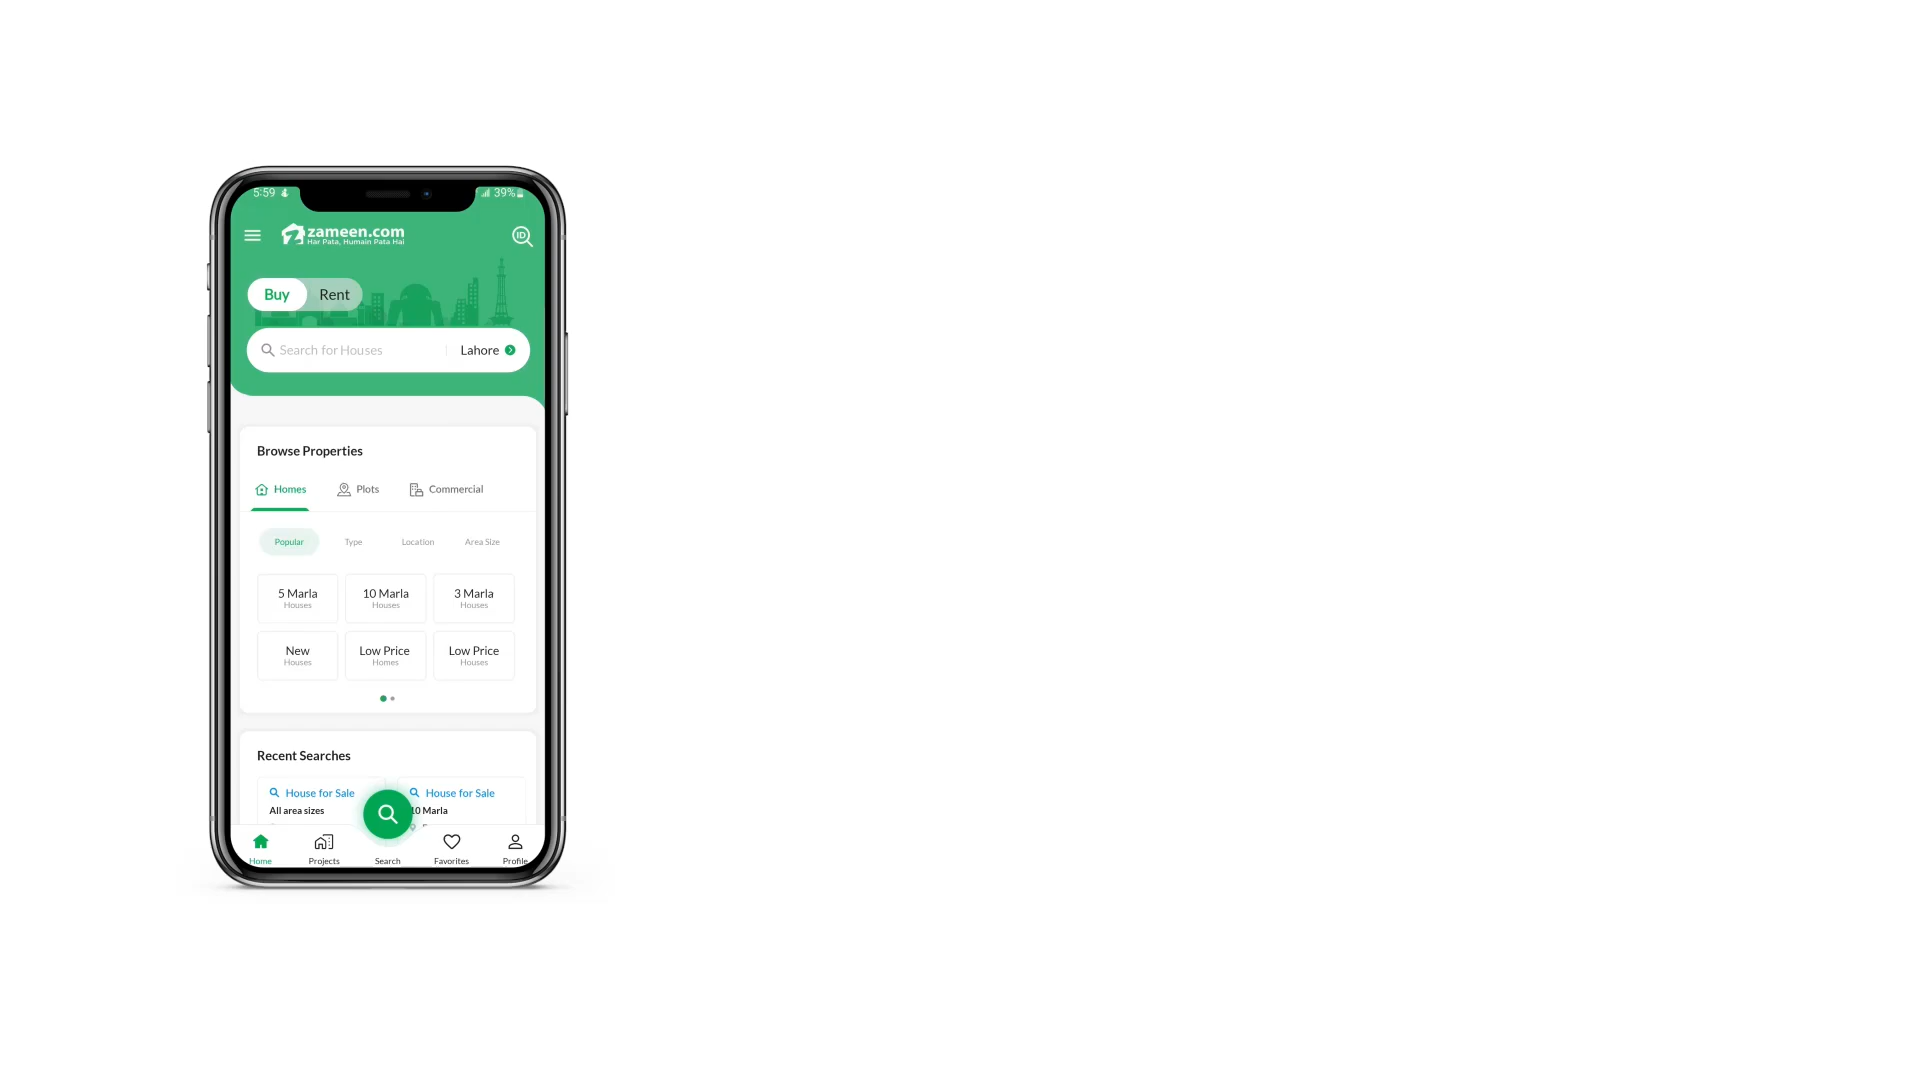 5:59
39%
zameen.com
Har Pata, Humain Pata Hai
ID
Buy Rent
Search for Houses Lahore
Browse Properties
Homes Plots Commercial
Popular Type Location Area Size
5 Marla 10 Marla 3 Marla
Houses Houses Houses
New Low Price Low Price
Houses Homes Houses
Recent Searches
House for Sale House for Sale
All area sizes 10 Marla
Home Projects Search Favorites Profile